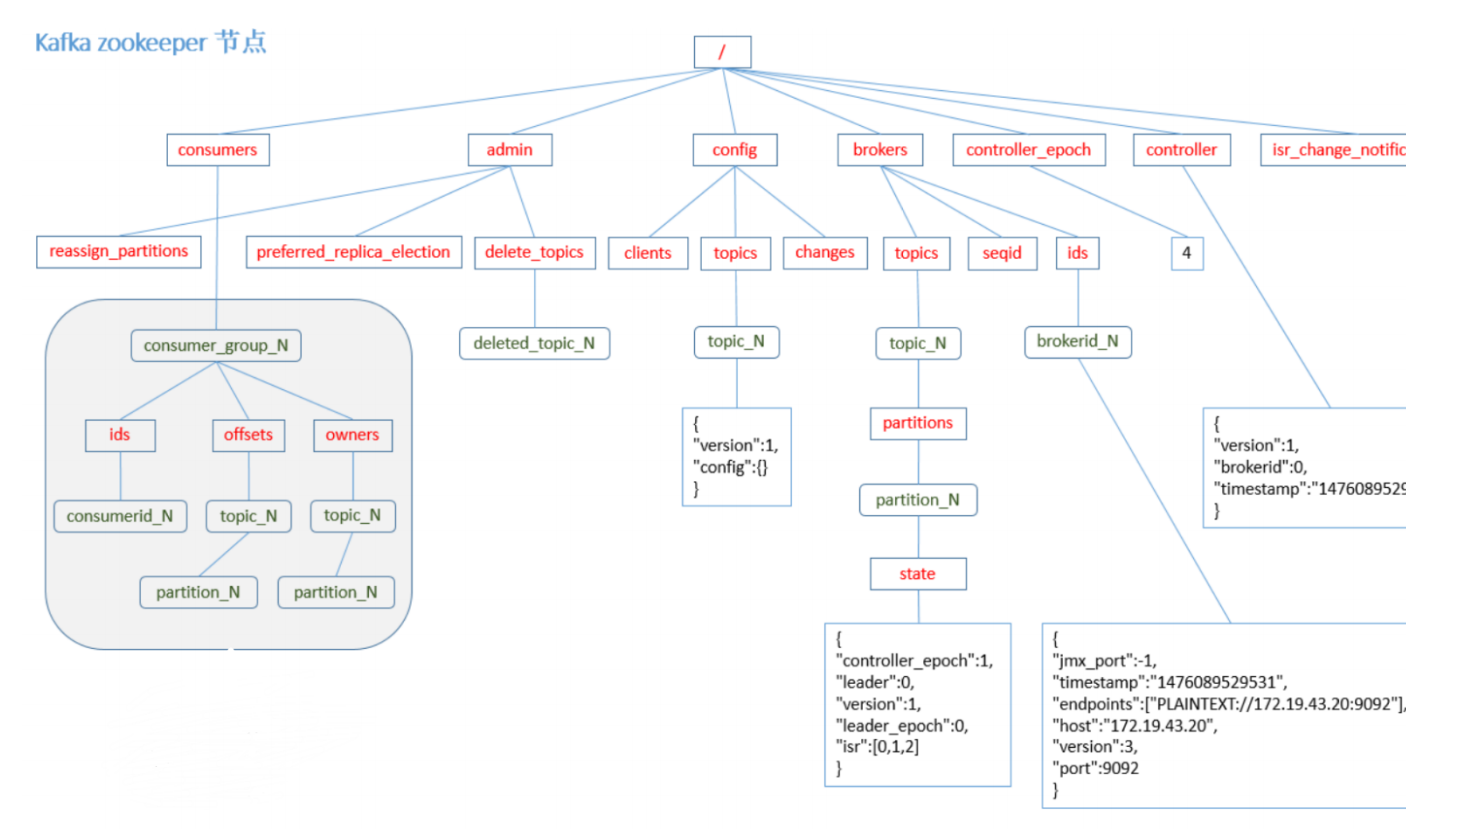 Kafka zookeeper 节点
/
consumers
admin
config
brokers
controller_epoch
controller
isr_change_notific
reassign_partitions
preferred_replica_election
delete_topics
clients
topics
changes
topics
seqid
ids
4
consumer_group_N
deleted_topic_N
topic_N
topic_N
brokerid_N
ids
offsets
owners
{
"version":1,
"config":{}
}
partitions
{
"version":1,
"brokerid":0,
"timestamp":"1476089529
}
consumerid_N
topic_N
topic_N
partition_N
partition_N
partition_N
state
{
"controller_epoch":1,
"leader":0,
"version":1,
"leader_epoch":0,
"isr":[0,1,2]
}
{
"jmx_port":-1,
"timestamp":"1476089529531",
"endpoints":["PLAINTEXT://172.19.43.20:9092"],
"host":"172.19.43.20",
"version":3,
"port":9092
}